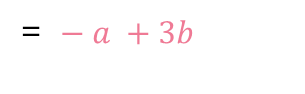 = − a + 3b